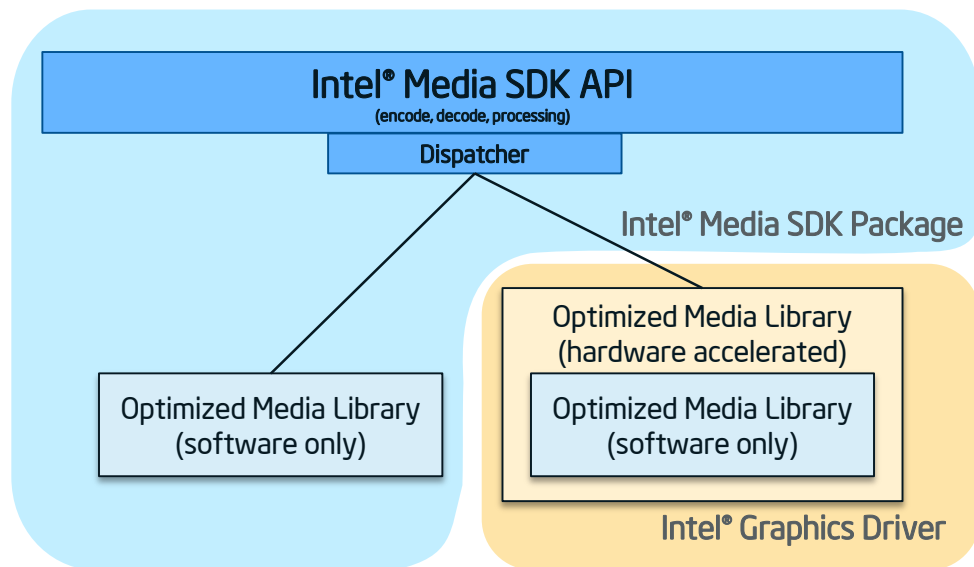 Intel® Media SDK API
(encode, decode, processing)
Dispatcher
Intel® Media SDK Package
Optimized Media Library
(hardware accelerated)
Optimized Media Library
(software only)
Optimized Media Library
(software only)
Intel® Graphics Driver